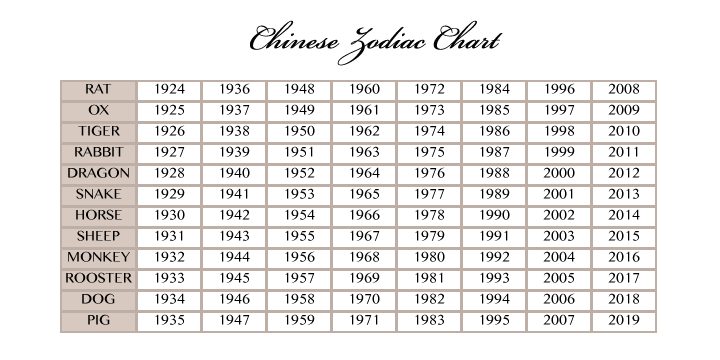 Chinese Zodiac Chart
RAT 1924 1936 1948 1960 1972 1984 1996 2008
OX 1925 1937 1949 1961 1973 1985 1997 2009
TIGER 1926 1938 1950 1962 1974 1986 1998 2010
RABBIT 1927 1939 1951 1963 1975 1987 1999 2011
DRAGON 1928 1940 1952 1964 1976 1988 2000 2012
SNAKE 1929 1941 1953 1965 1977 1989 2001 2013
HORSE 1930 1942 1954 1966 1978 1990 2002 2014
SHEEP 1931 1943 1955 1967 1979 1991 2003 2015
MONKEY 1932 1944 1956 1968 1980 1992 2004 2016
ROOSTER 1933 1945 1957 1969 1981 1993 2005 2017
DOG 1934 1946 1958 1970 1982 1994 2006 2018
PIG 1935 1947 1959 1971 1983 1995 2007 2019